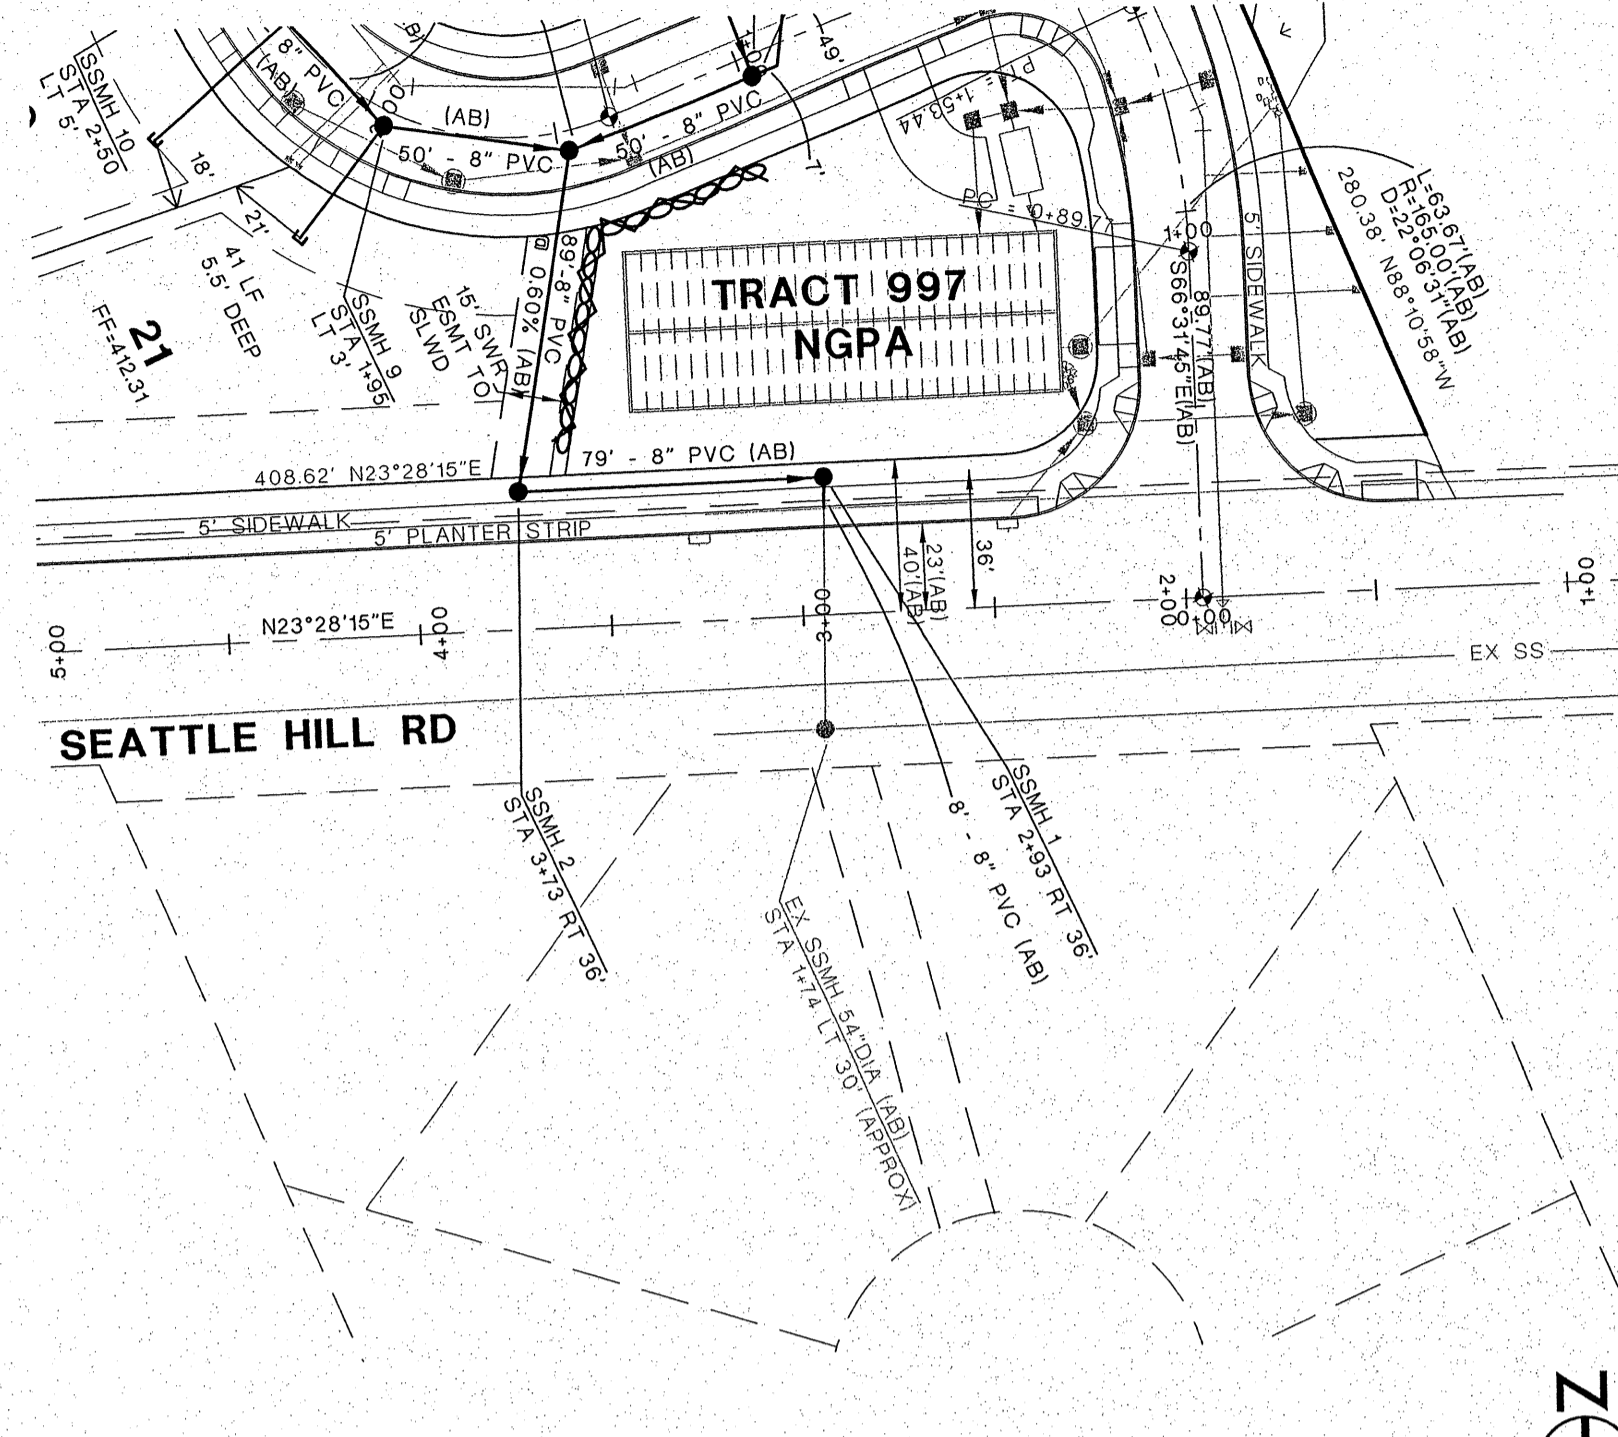 SSMH 10
STA 2+50
LT 5'
8" PVC
(AB)
18'
21'
(AB)
50' - 8" PVC
50' - 8" PVC
(AB)
49'
7'
PT = 1+53.44
PC = 0+89.77
1+00
L=63.67'(AB)
R=165.00'(AB)
D=22°06'31"(AB)
280.38' N88°10'58"W
5' SIDEWALK
89.77'(AB)
S66°31'45"E(AB)
21
FF=412.31
41 LF
5.5' DEEP
SSMH 9
STA 1+95
LT 3'
15' SWR
ESMT TO
SLWD
89'-8" PVC
@ 0.60% (AB)
TRACT 997
NGPA
79' - 8" PVC (AB)
408.62' N23°28'15"E
5' SIDEWALK
5' PLANTER STRIP
23'(AB)
40'(AB)
36'
5+00
N23°28'15"E
4+00
3+00
2+00
0+00
1+00
EX SS
SEATTLE HILL RD
SSMH 2
STA 3+73 RT 36'
SSMH 1
STA 2+93 RT 36'
8' - 8" PVC (AB)
EX SSMH 54"DIA (AB)
STA 1+74 LT 30' (APPROX)
N